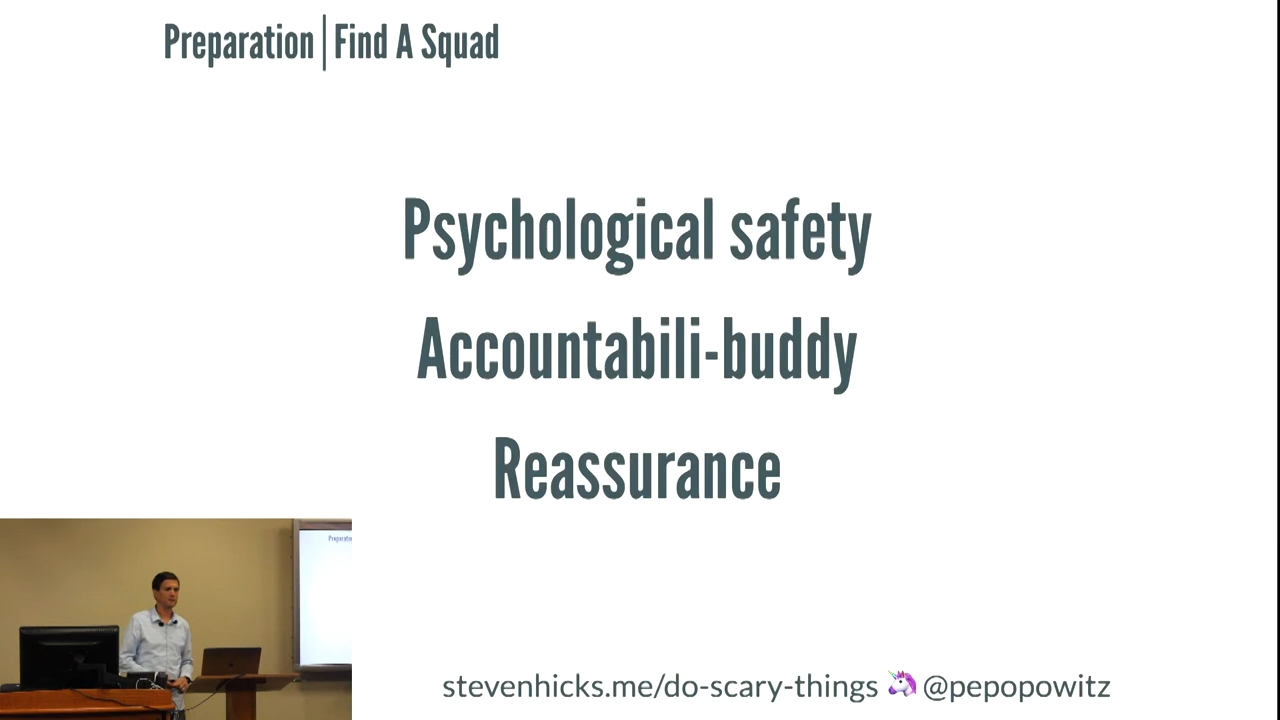 Preparation | Find A Squad
Psychological safety
Accountabili-buddy
Reassurance
stevenhicks.me/do-scary-things 🦄 @pepopowitz